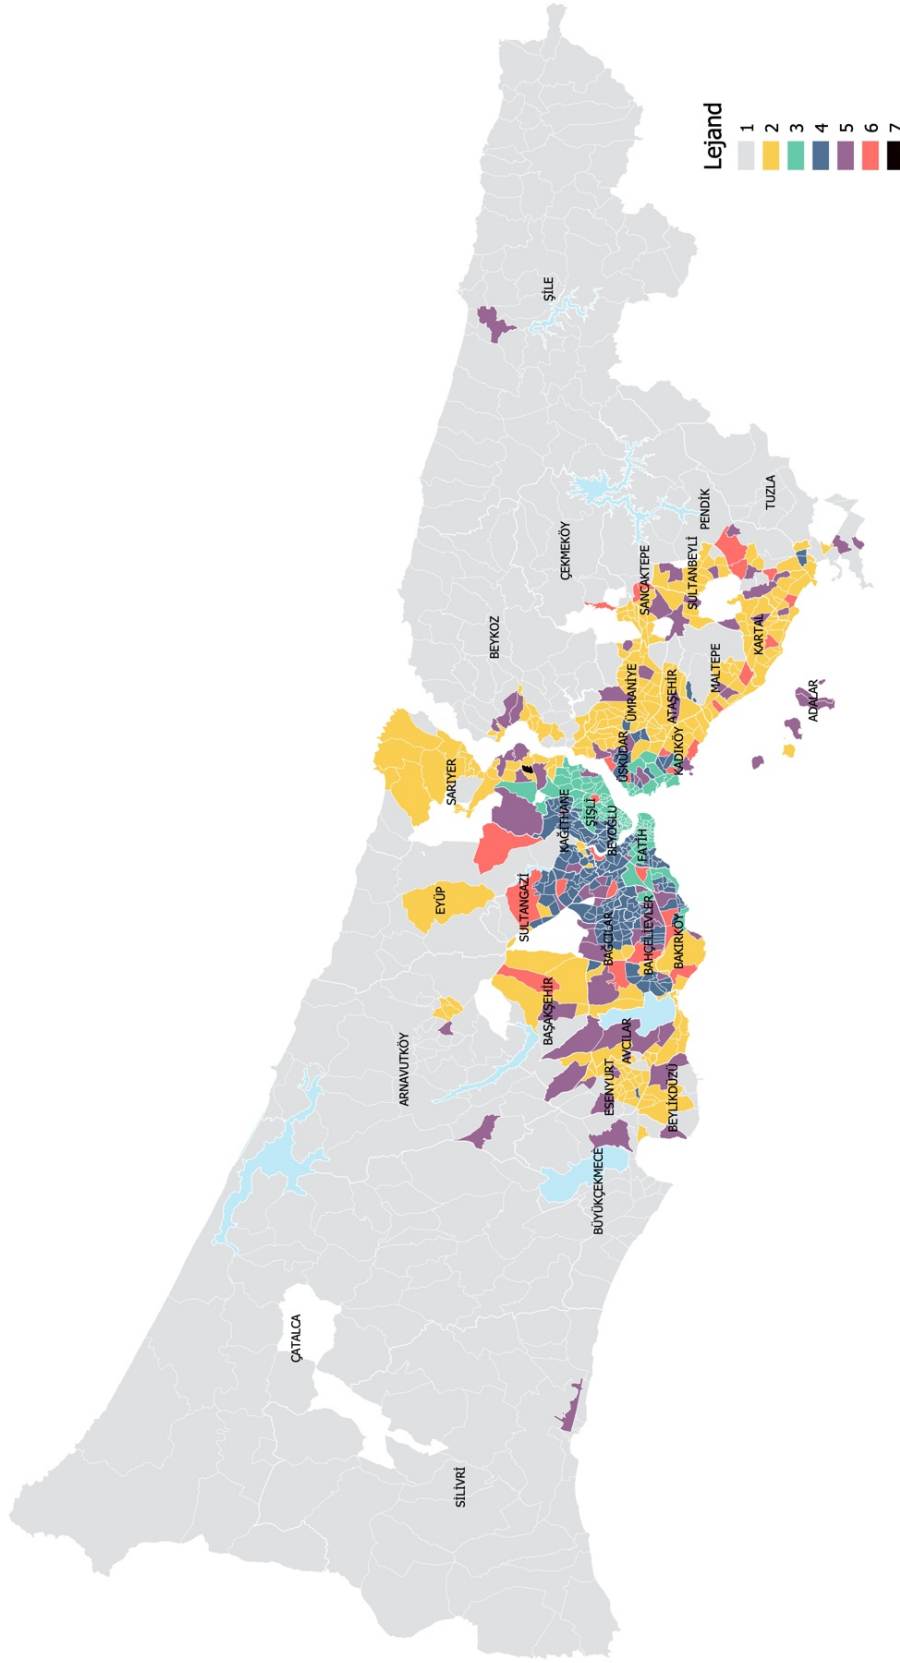 SİLİVRİ
ÇATALCA
BÜYÜKÇEKMECE
ARNAVUTKÖY
BEYLİKDÜZÜ
ESENYURT
AVCILAR
BAŞAKŞEHİR
BAKIRKÖY
BAHÇELİEVLER
BAĞCILAR
SULTANGAZİ
EYÜP
FATİH
BEYOĞLU
ŞİŞLİ
KAĞITHANE
SARIYER
BEYKOZ
ÜSKÜDAR
KADIKÖY
ÜMRANİYE
ATAŞEHİR
MALTEPE
ADALAR
KARTAL
SANCAKTEPE
SULTANBEYLİ
ÇEKMEKÖY
PENDİK
TUZLA
ŞİLE
Lejand
1
2
3
4
5
6
7